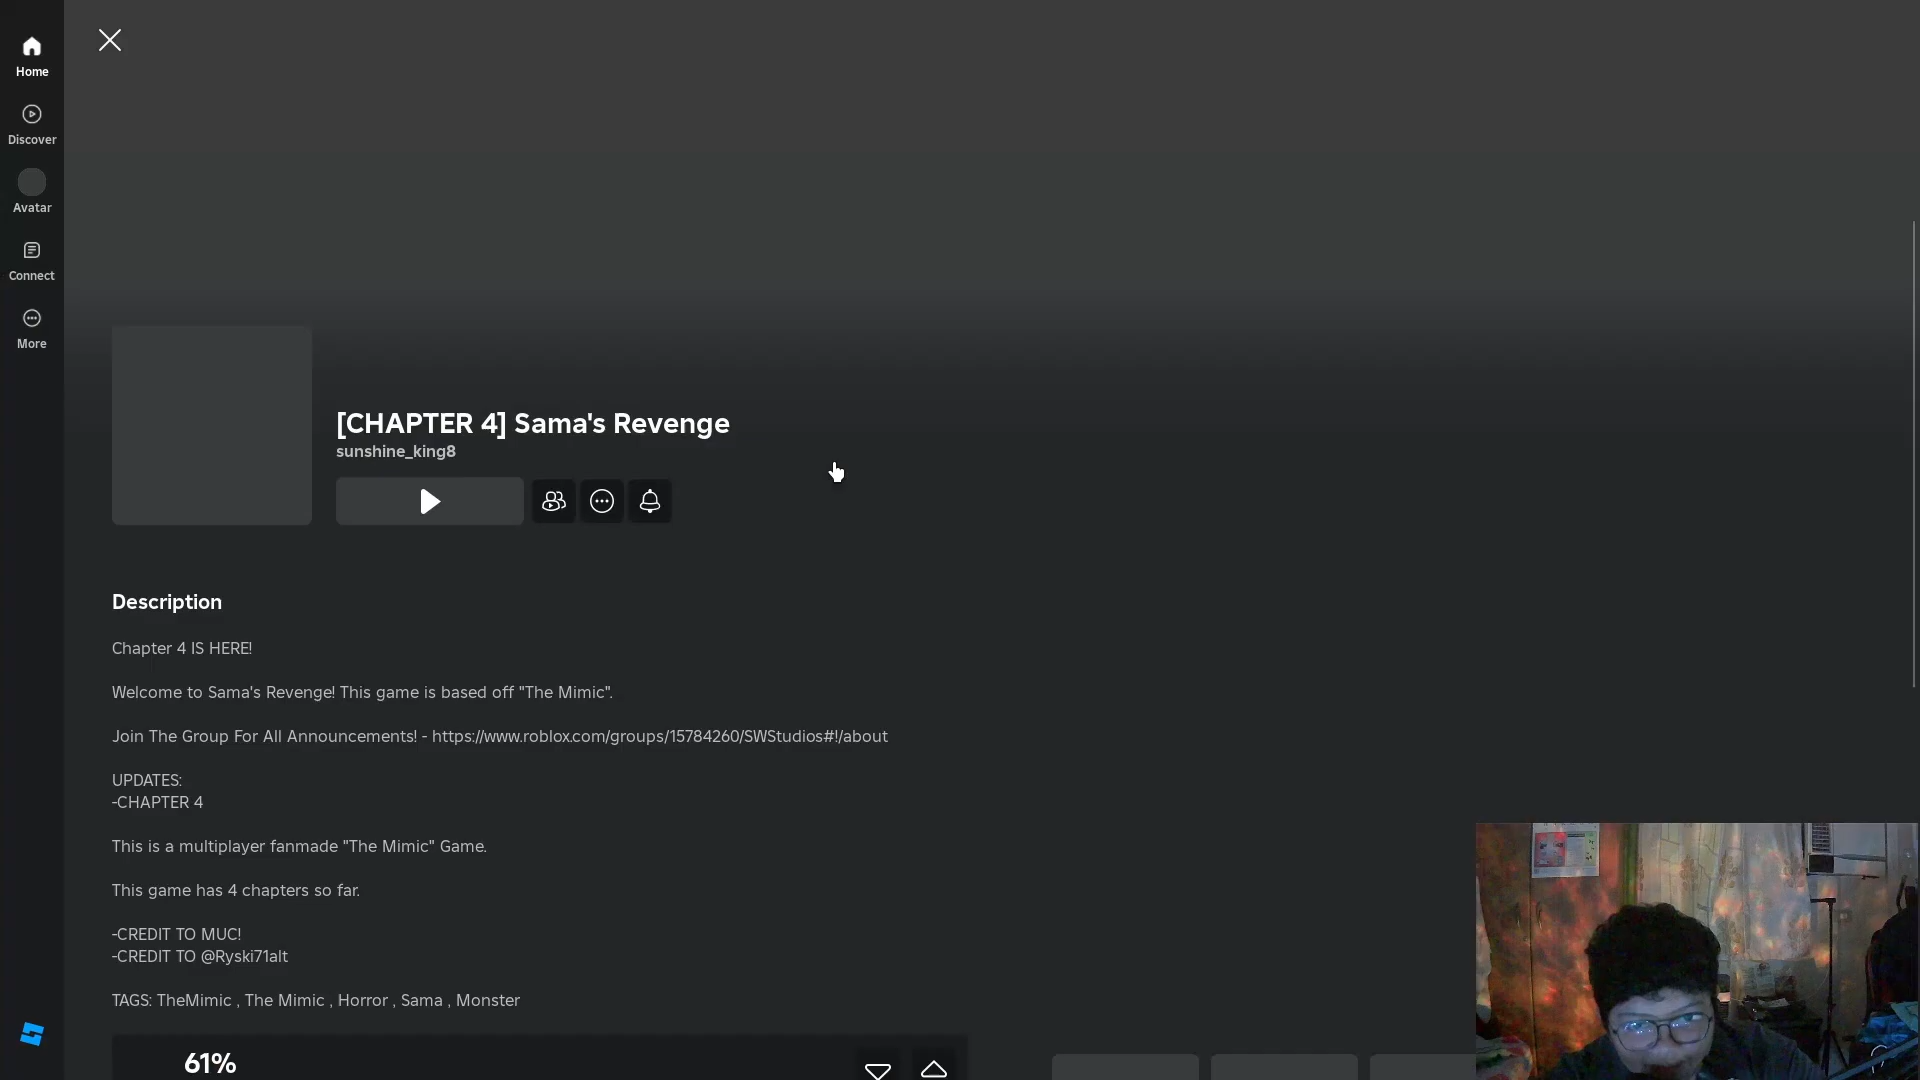 Home
Discover
Avatar
Connect
More
[CHAPTER 4] Sama's Revenge
sunshine_king8
Description
Chapter 4 IS HERE!
Welcome to Sama's Revenge! This game is based off "The Mimic".
Join The Group For All Announcements! - https://www.roblox.com/groups/15784260/SWStudios#!/about
UPDATES:
-CHAPTER 4
This is a multiplayer fanmade "The Mimic" Game.
This game has 4 chapters so far.
-CREDIT TO MUC!
-CREDIT TO @Ryski71alt
TAGS: TheMimic , The Mimic , Horror , Sama , Monster
61%